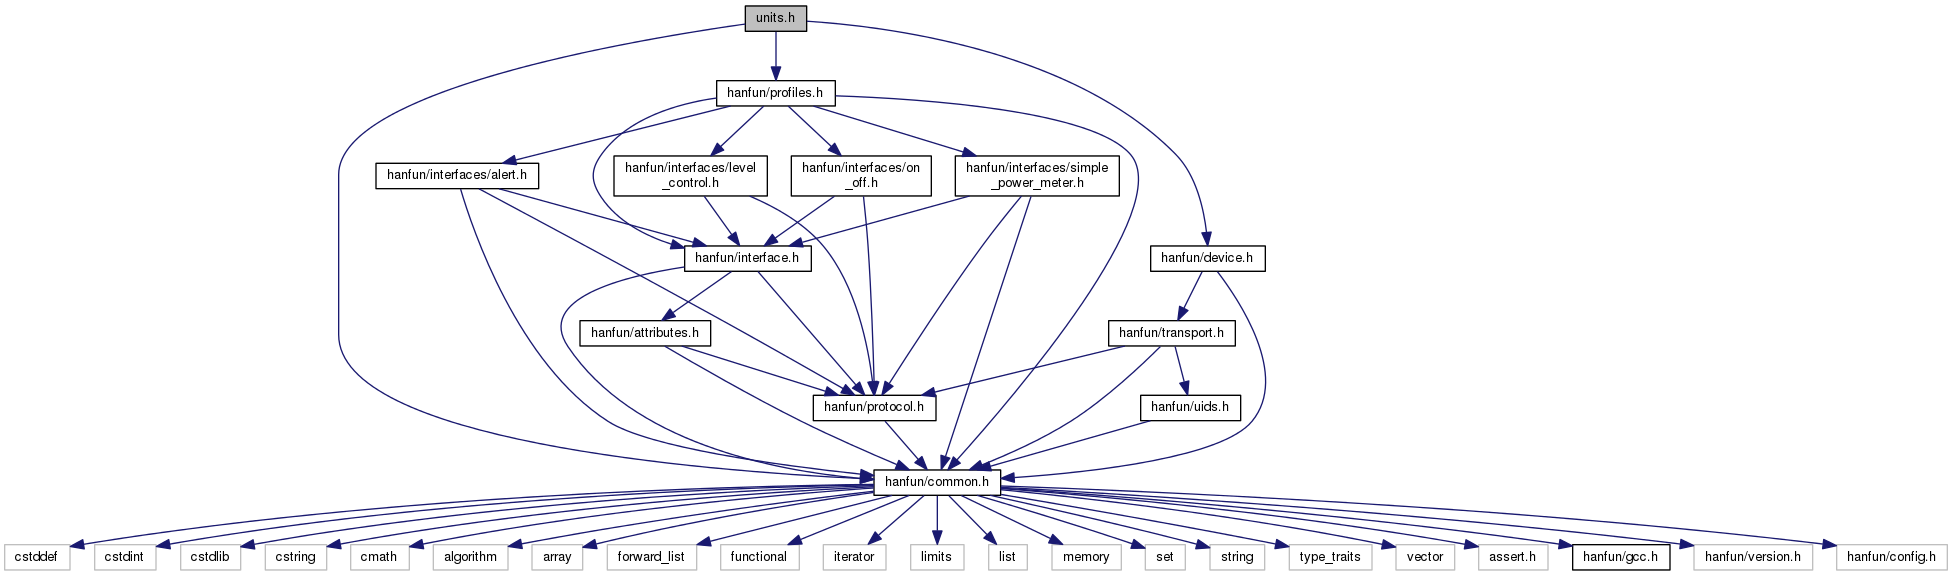 units.h
hanfun/profiles.h
hanfun/interfaces/alert.h
hanfun/interfaces/level
_control.h
hanfun/interfaces/on
_off.h
hanfun/interfaces/simple
_power_meter.h
hanfun/interface.h
hanfun/device.h
hanfun/attributes.h
hanfun/transport.h
hanfun/protocol.h
hanfun/uids.h
hanfun/common.h
cstddef
cstdint
cstdlib
cstring
cmath
algorithm
array
forward_list
functional
iterator
limits
list
memory
set
string
type_traits
vector
assert.h
hanfun/gcc.h
hanfun/version.h
hanfun/config.h